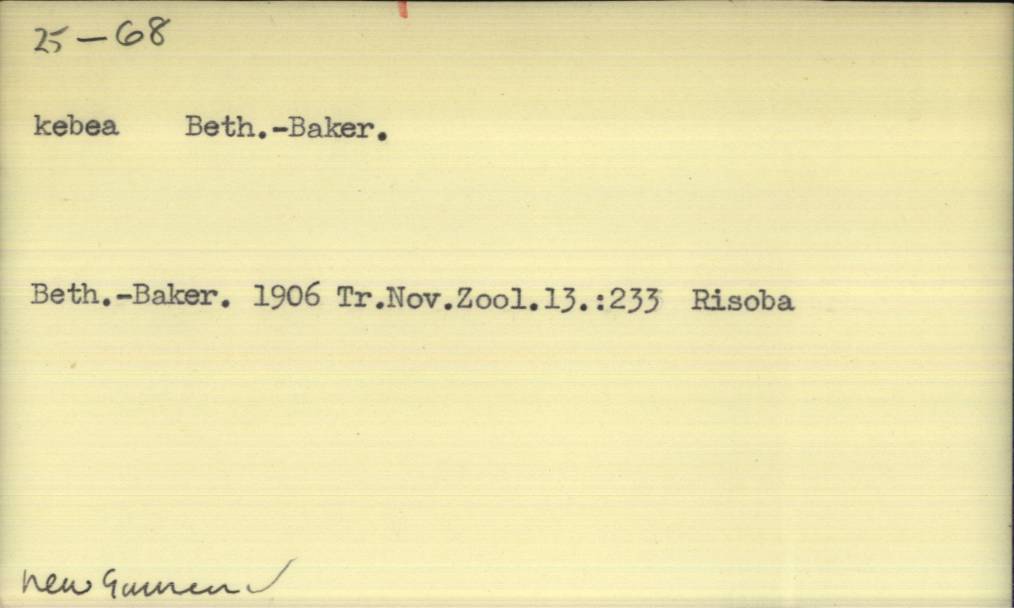 25-68
kebea Beth.-Baker.
Beth.-Baker. 1906 Tr.Nov.Zool.13.:233 Risoba
New Guinea ✓